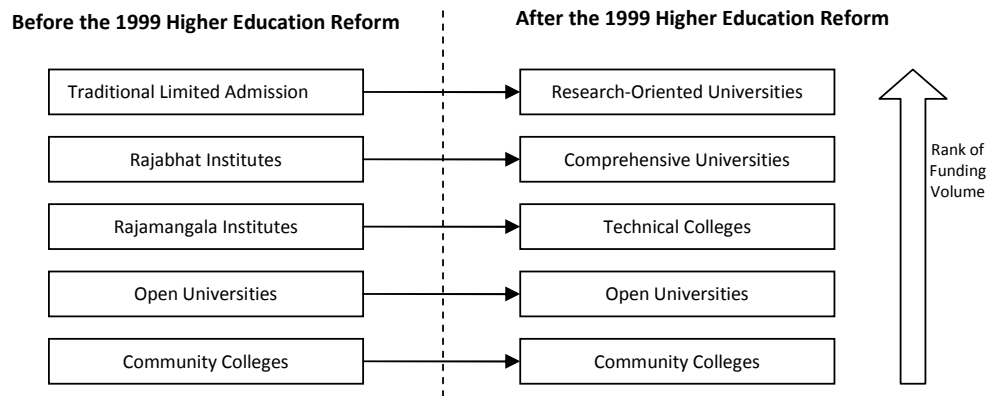 Before the 1999 Higher Education Reform
After the 1999 Higher Education Reform
Traditional Limited Admission
Research-Oriented Universities
Rajabhat Institutes
Comprehensive Universities
Rajamangala Institutes
Technical Colleges
Open Universities
Open Universities
Community Colleges
Community Colleges
Rank of
Funding
Volume